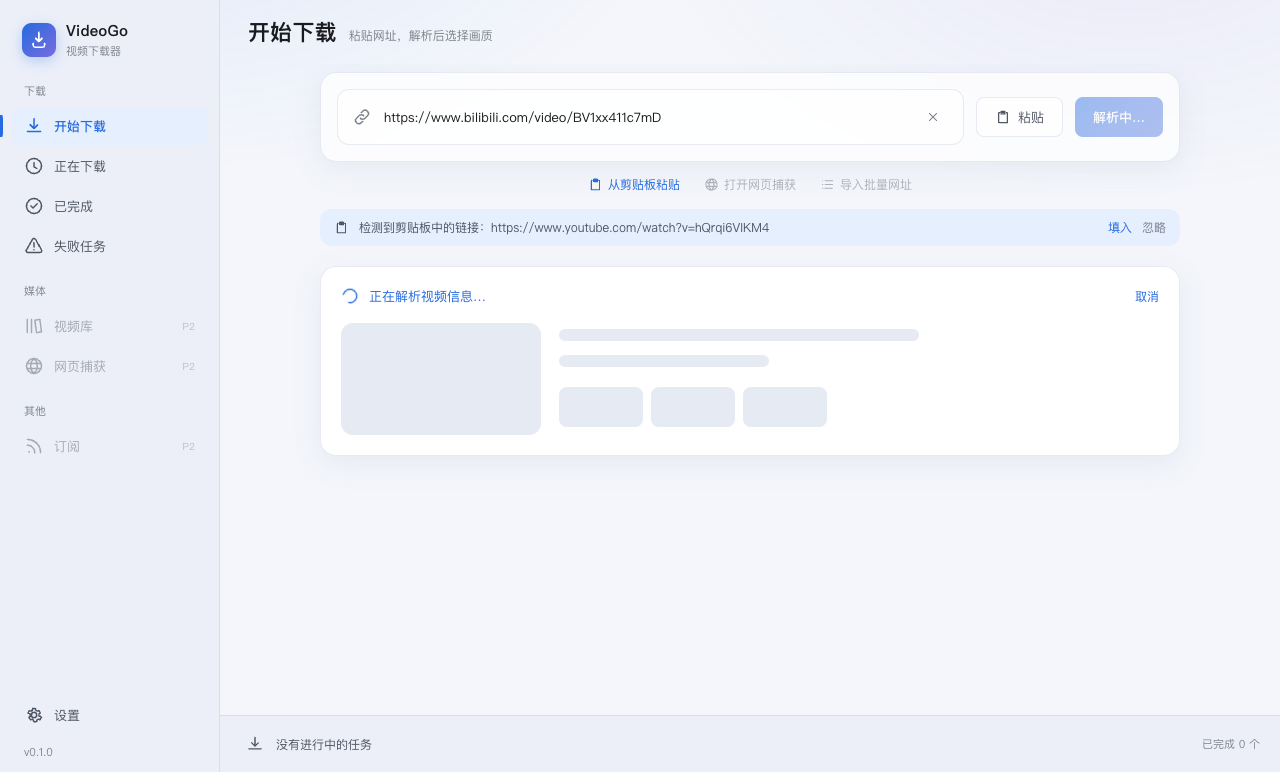 VideoGo
视频下载器
下载
开始下载
正在下载
已完成
失败任务
媒体
视频库 P2
网页捕获 P2
其他
订阅 P2
设置
v0.1.0
开始下载 粘贴网址，解析后选择画质
https://www.bilibili.com/video/BV1xx411c7mD 粘贴 解析中...
从剪贴板粘贴 打开网页捕获 导入批量网址
检测到剪贴板中的链接：https://www.youtube.com/watch?v=hQrqi6VlKM4 填入 忽略
正在解析视频信息... 取消
没有进行中的任务 已完成 0 个